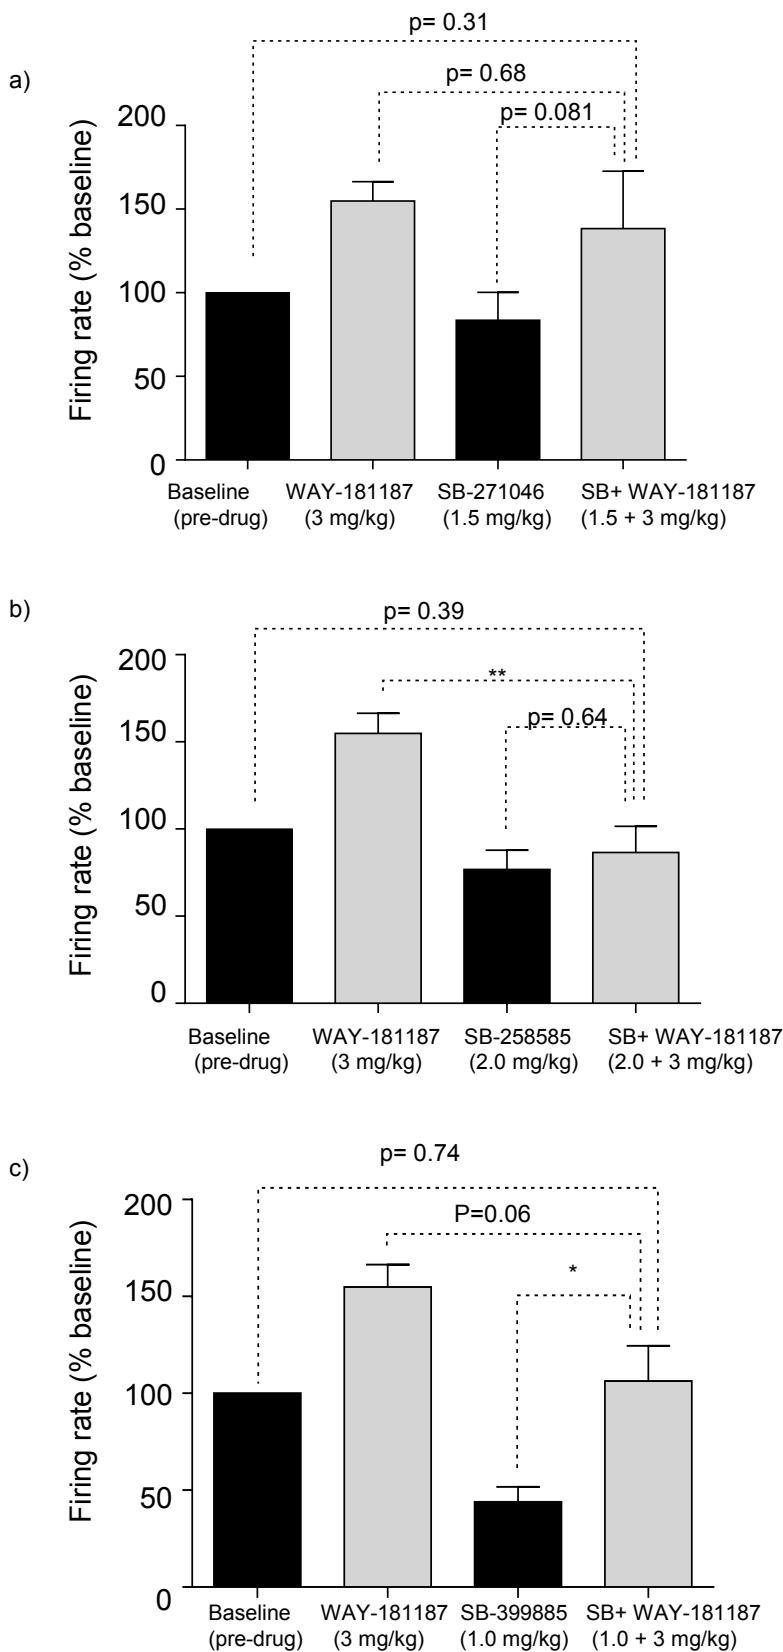 a)
p= 0.31
p= 0.68
p= 0.081
Firing rate (% baseline)
200
150
100
50
0
Baseline WAY-181187 SB-271046 SB+ WAY-181187
(pre-drug) (3 mg/kg) (1.5 mg/kg) (1.5 + 3 mg/kg)
b)
p= 0.39
**
p= 0.64
Firing rate (% baseline)
200
150
100
50
0
Baseline WAY-181187 SB-258585 SB+ WAY-181187
(pre-drug) (3 mg/kg) (2.0 mg/kg) (2.0 + 3 mg/kg)
c)
p= 0.74
P=0.06
*
Firing rate (% baseline)
200
150
100
50
0
Baseline WAY-181187 SB-399885 SB+ WAY-181187
(pre-drug) (3 mg/kg) (1.0 mg/kg) (1.0 + 3 mg/kg)